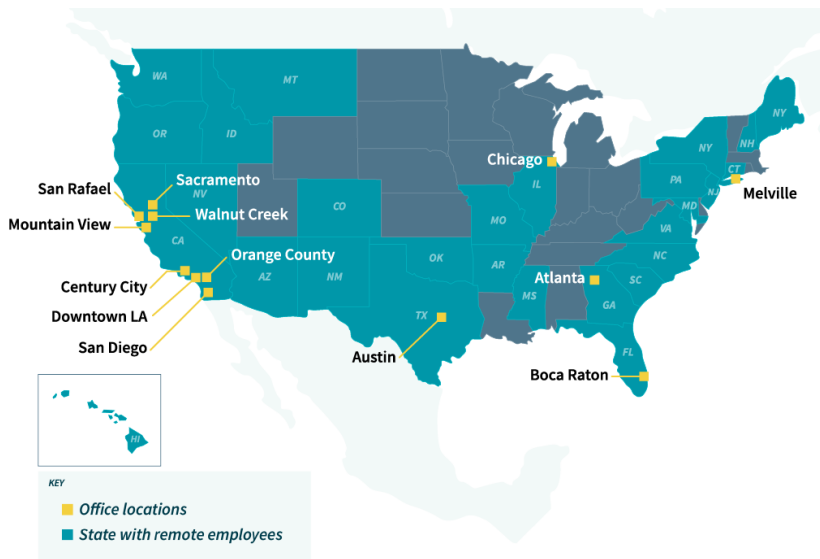 WA
MT
NY
OR
ID
NY
NH
Chicago
CT
San Rafael
Sacramento
NV
IL
PA
Melville
NJ
Walnut Creek
CO
MO
MD
Mountain View
VA
CA
Orange County
OK
NC
AZ
NM
AR
Century City
Atlanta
SC
MS
GA
Downtown LA
TX
San Diego
Austin
FL
Boca Raton
HI
KEY
Office locations
State with remote employees